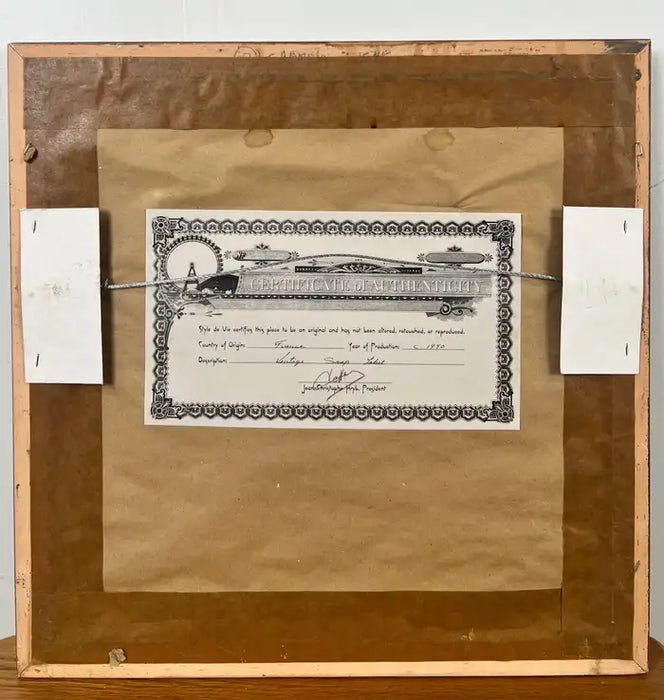 CERTIFICATE of AUTHENTICITY
Style de Vie certifies this piece to be an original and has not been altered, retouched, or reproduced.
Country of Origin: France Year of Production: c. 1930
Description: Vintage Soap Label
President